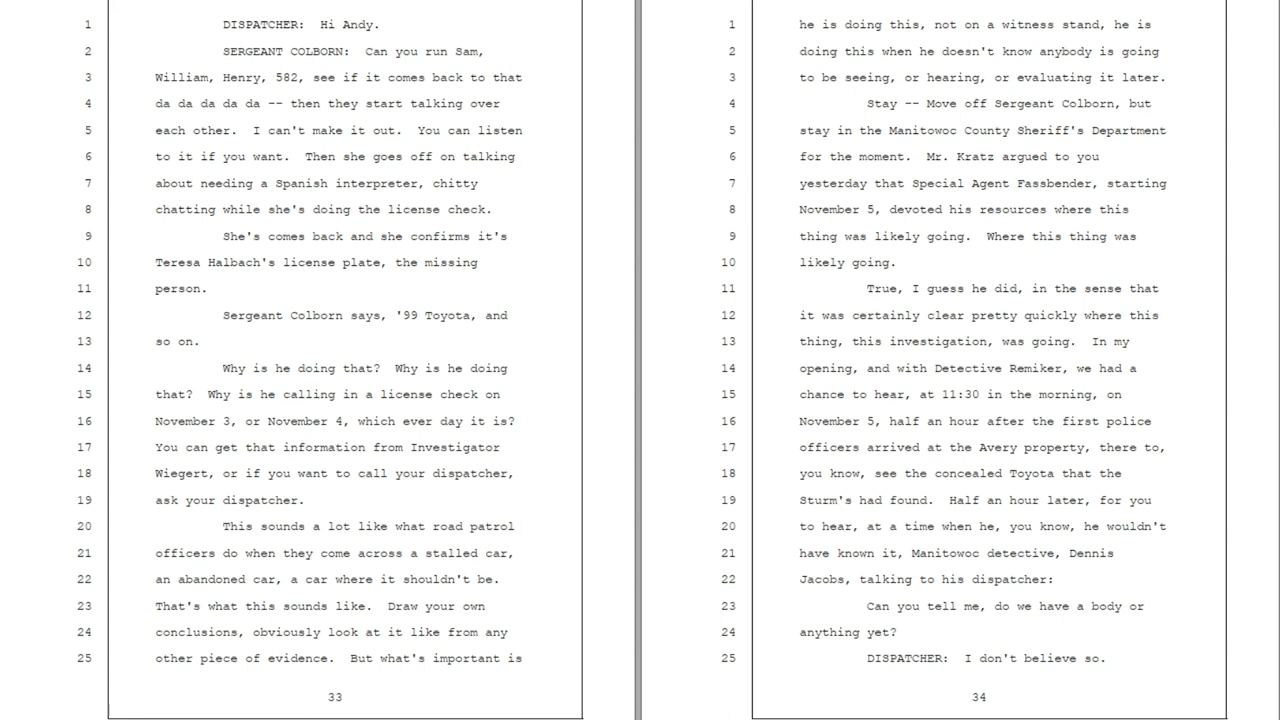 1 DISPATCHER: Hi Andy.
2 SERGEANT COLBORN: Can you run Sam,
3 William, Henry, 582, see if it comes back to that
4 da da da da da -- then they start talking over
5 each other. I can't make it out. You can listen
6 to it if you want. Then she goes off on talking
7 about needing a Spanish interpreter, chitty
8 chatting while she's doing the license check.
9 She's comes back and she confirms it's
10 Teresa Halbach's license plate, the missing
11 person.
12 Sergeant Colborn says, '99 Toyota, and
13 so on.
14 Why is he doing that? Why is he doing
15 that? Why is he calling in a license check on
16 November 3, or November 4, which ever day it is?
17 You can get that information from Investigator
18 Wiegert, or if you want to call your dispatcher,
19 ask your dispatcher.
20 This sounds a lot like what road patrol
21 officers do when they come across a stalled car,
22 an abandoned car, a car where it shouldn't be.
23 That's what this sounds like. Draw your own
24 conclusions, obviously look at it like from any
25 other piece of evidence. But what's important is
33
1 he is doing this, not on a witness stand, he is
2 doing this when he doesn't know anybody is going
3 to be seeing, or hearing, or evaluating it later.
4 Stay -- Move off Sergeant Colborn, but
5 stay in the Manitowoc County Sheriff's Department
6 for the moment. Mr. Kratz argued to you
7 yesterday that Special Agent Fassbender, starting
8 November 5, devoted his resources where this
9 thing was likely going. Where this thing was
10 likely going.
11 True, I guess he did, in the sense that
12 it was certainly clear pretty quickly where this
13 thing, this investigation, was going. In my
14 opening, and with Detective Remiker, we had a
15 chance to hear, at 11:30 in the morning, on
16 November 5, half an hour after the first police
17 officers arrived at the Avery property, there to,
18 you know, see the concealed Toyota that the
19 Sturm's had found. Half an hour later, for you
20 to hear, at a time when he, you know, he wouldn't
21 have known it, Manitowoc detective, Dennis
22 Jacobs, talking to his dispatcher:
23 Can you tell me, do we have a body or
24 anything yet?
25 DISPATCHER: I don't believe so.
34